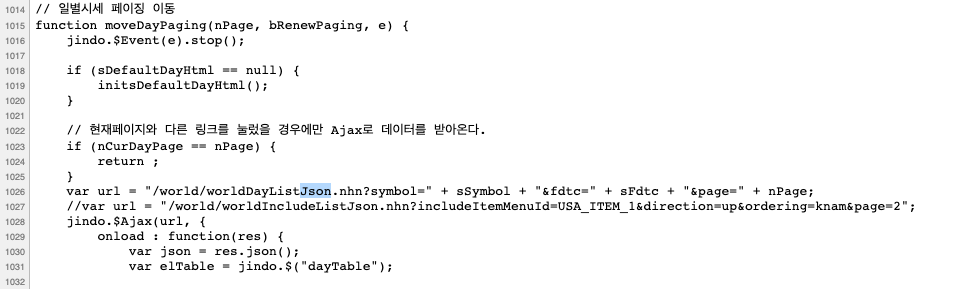 1014 // 일별시세 페이징 이동
1015 function moveDayPaging(nPage, bRenewPaging, e) {
1016     jindo.$Event(e).stop();
1017
1018     if (sDefaultDayHtml == null) {
1019         initsDefaultDayHtml();
1020     }
1021
1022     // 현재페이지와 다른 링크를 눌렀을 경우에만 Ajax로 데이터를 받아온다.
1023     if (nCurDayPage == nPage) {
1024         return ;
1025     }
1026     var url = "/world/worldDayListJson.nhn?symbol=" + sSymbol + "&fdtc=" + sFdtc + "&page=" + nPage;
1027     //var url = "/world/worldIncludeListJson.nhn?includeItemMenuId=USA_ITEM_1&direction=up&ordering=knam&page=2";
1028     jindo.$Ajax(url, {
1029         onload : function(res) {
1030             var json = res.json();
1031             var elTable = jindo.$("dayTable");
1032